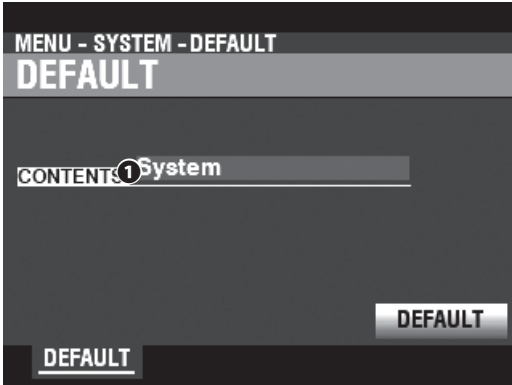 MENU - SYSTEM - DEFAULT
DEFAULT
CONTENTS 1 System
DEFAULT
DEFAULT